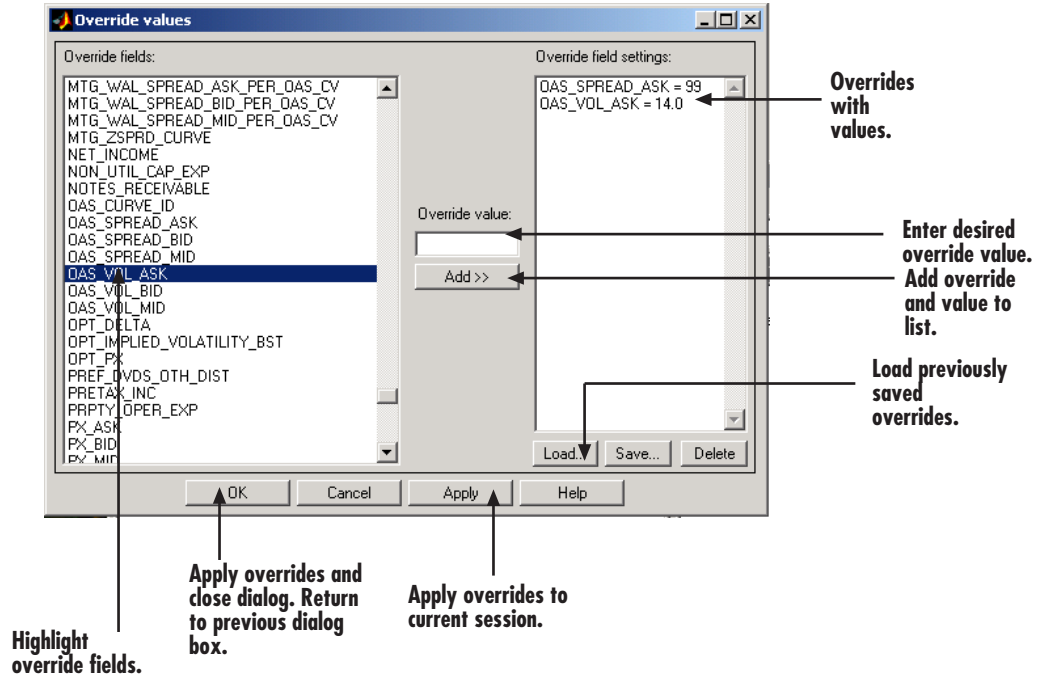 Override values
Override fields:
MTG_WAL_SPREAD_ASK_PER_OAS_CV
MTG_WAL_SPREAD_BID_PER_OAS_CV
MTG_WAL_SPREAD_MID_PER_OAS_CV
MTG_ZSPRD_CURVE
NET_INCOME
NON_UTIL_CAP_EXP
NOTES_RECEIVABLE
OAS_CURVE_ID
OAS_SPREAD_ASK
OAS_SPREAD_BID
OAS_SPREAD_MID
OAS_VOL_ASK
OAS_VOL_BID
OAS_VOL_MID
OPT_DELTA
OPT_IMPLIED_VOLATILITY_BST
OPT_PX
PREF_DVDS_OTH_DIST
PRETAX_INC
PRPTY_OPER_EXP
PX_ASK
PX_BID
PX_MID
Override value:
Add >>
Override field settings:
OAS_SPREAD_ASK = 99
OAS_VOL_ASK = 14.0
Load...
Save...
Delete
OK
Cancel
Apply
Help
Overrides
with
values.
Enter desired
override value.
Add override
and value to
list.
Load previously
saved
overrides.
Apply overrides and
close dialog. Return
to previous dialog
box.
Apply overrides to
current session.
Highlight
override fields.